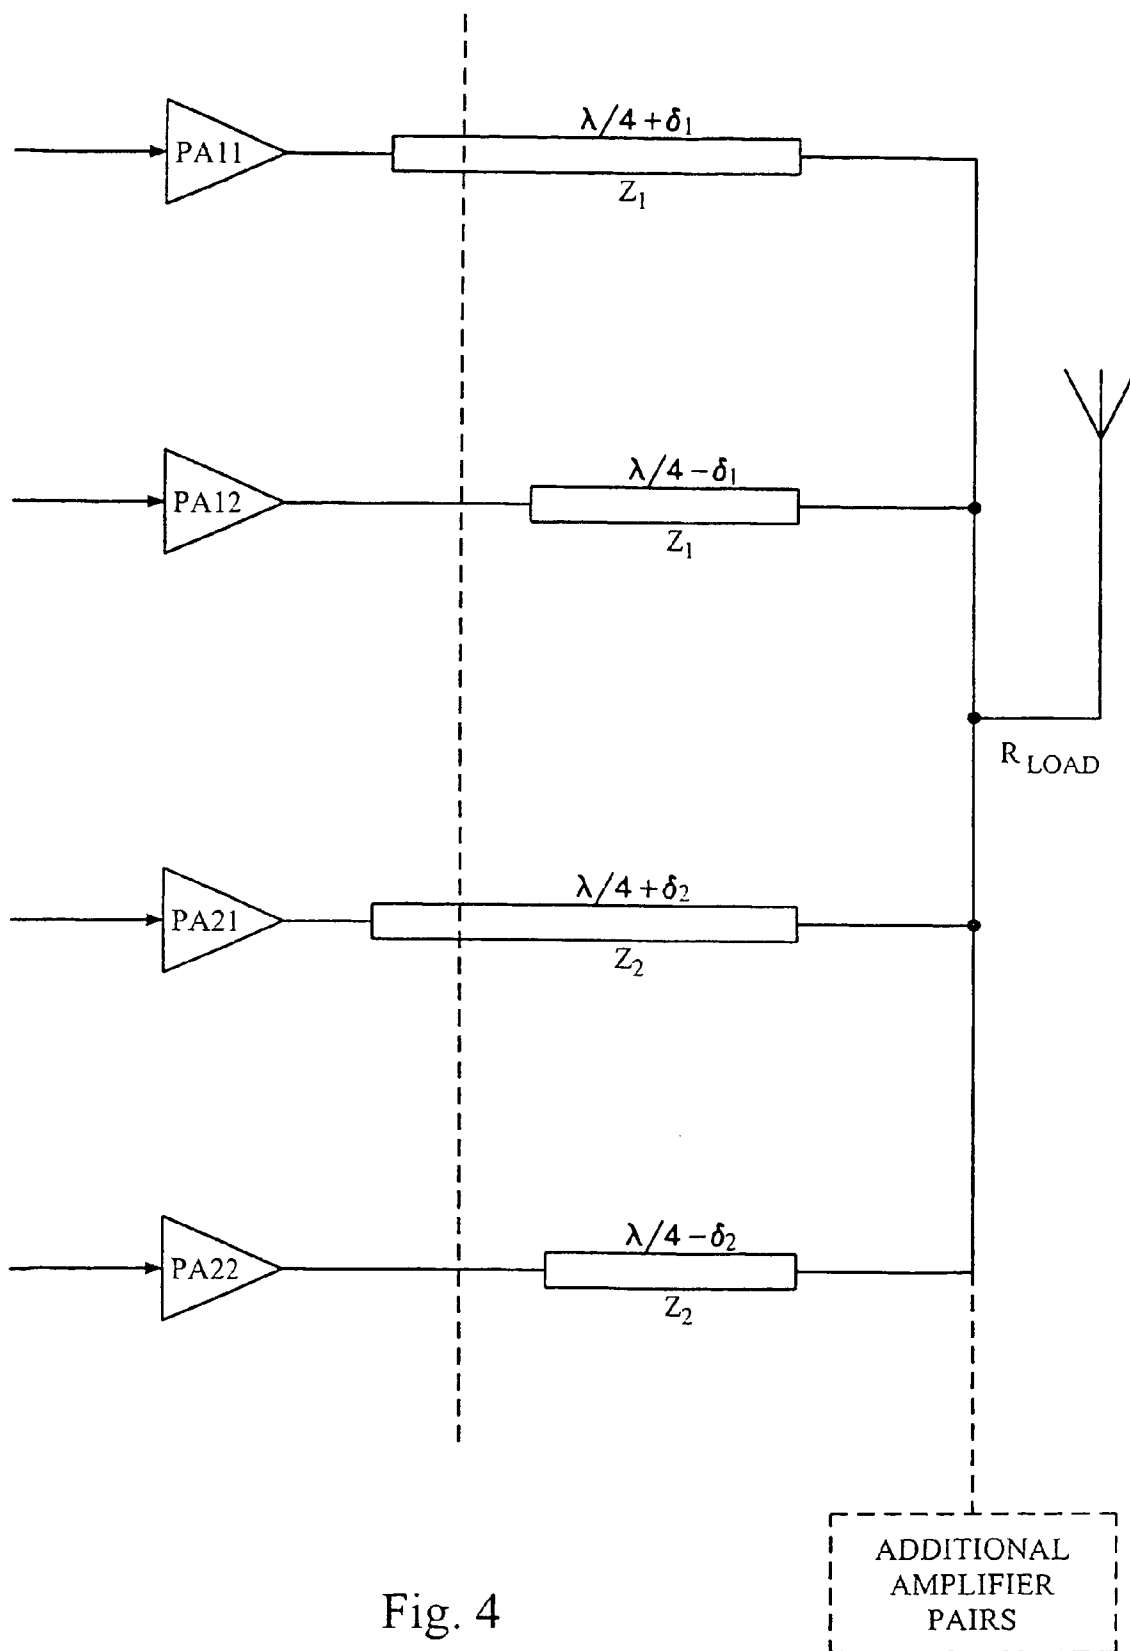 λ/4 + δ₁
PA11
Z₁
λ/4 - δ₁
PA12
Z₁
R LOAD
λ/4 + δ₂
PA21
Z₂
λ/4 - δ₂
PA22
Z₂
ADDITIONAL
AMPLIFIER
PAIRS
Fig. 4